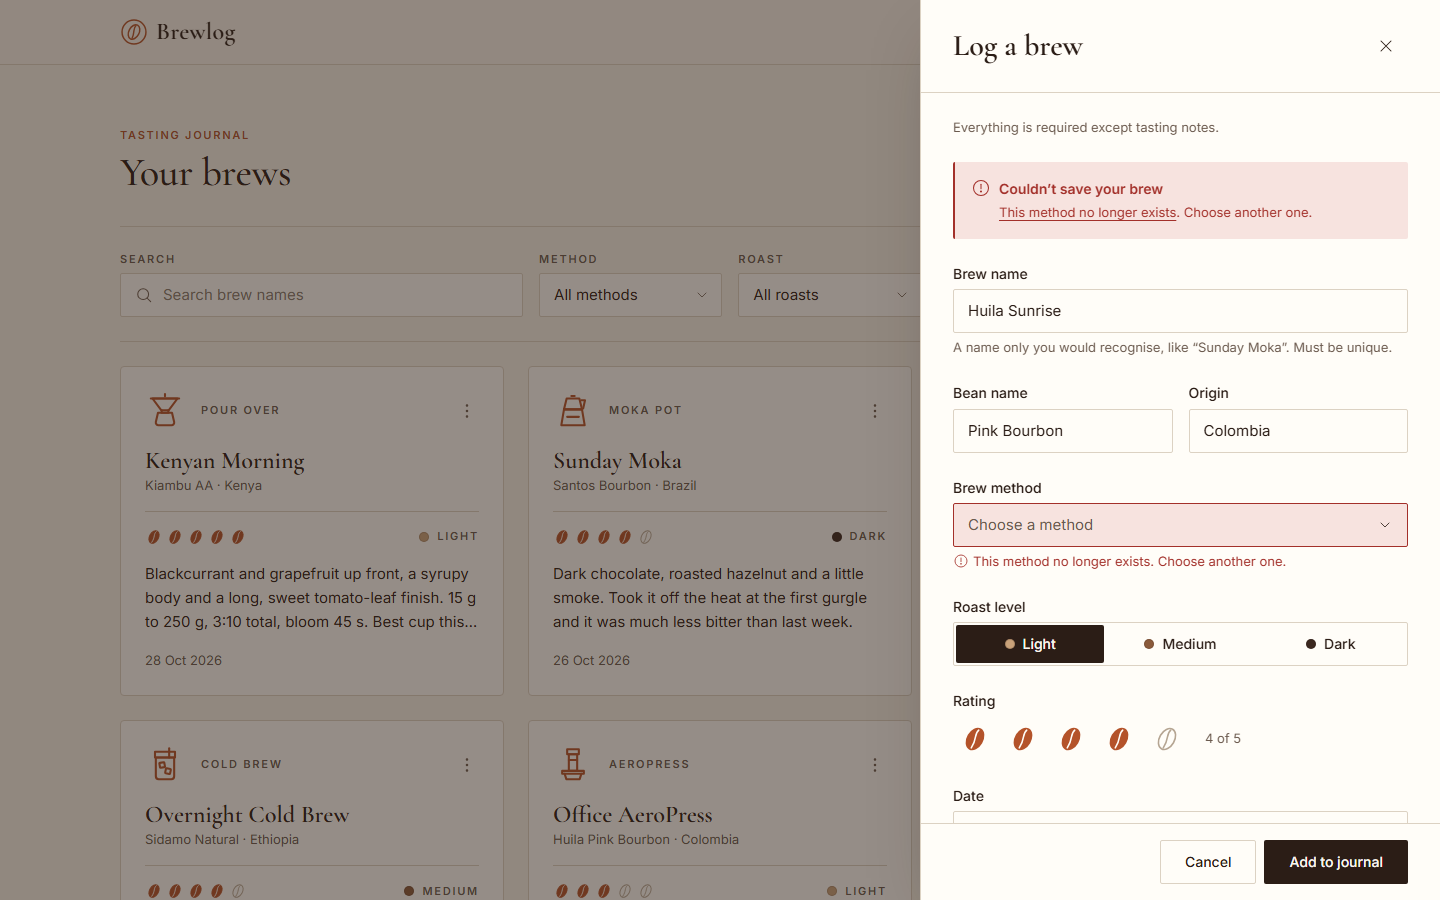 Brewlog
TASTING JOURNAL
Your brews
SEARCH
Search brew names
METHOD
All methods
ROAST
All roasts
POUR OVER
Kenyan Morning
Kiambu AA · Kenya
LIGHT
Blackcurrant and grapefruit up front, a syrupy
body and a long, sweet tomato-leaf finish. 15 g
to 250 g, 3:10 total, bloom 45 s. Best cup this...
28 Oct 2026
MOKA POT
Sunday Moka
Santos Bourbon · Brazil
DARK
Dark chocolate, roasted hazelnut and a little
smoke. Took it off the heat at the first gurgle
and it was much less bitter than last week.
26 Oct 2026
COLD BREW
Overnight Cold Brew
Sidamo Natural · Ethiopia
MEDIUM
AEROPRESS
Office AeroPress
Huila Pink Bourbon · Colombia
LIGHT
Log a brew
Everything is required except tasting notes.
Couldn’t save your brew
This method no longer exists. Choose another one.
Brew name
Huila Sunrise
A name only you would recognise, like “Sunday Moka”. Must be unique.
Bean name
Pink Bourbon
Origin
Colombia
Brew method
Choose a method
This method no longer exists. Choose another one.
Roast level
Light
Medium
Dark
Rating
4 of 5
Date
Cancel
Add to journal